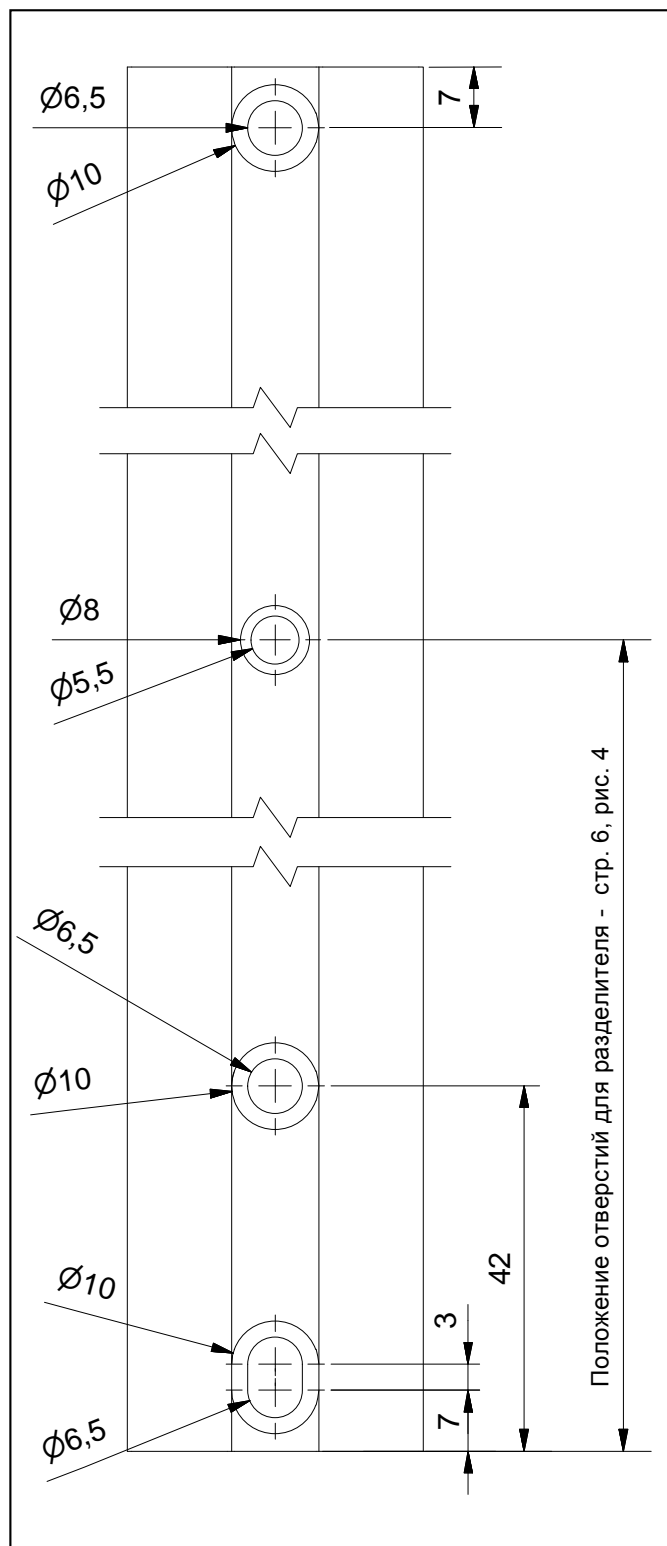 Ø6,5
7
Ø10
Ø8
Ø5,5
Положение отверстий для разделителя - стр. 6, рис. 4
Ø6,5
Ø10
42
Ø10
3
7
Ø6,5